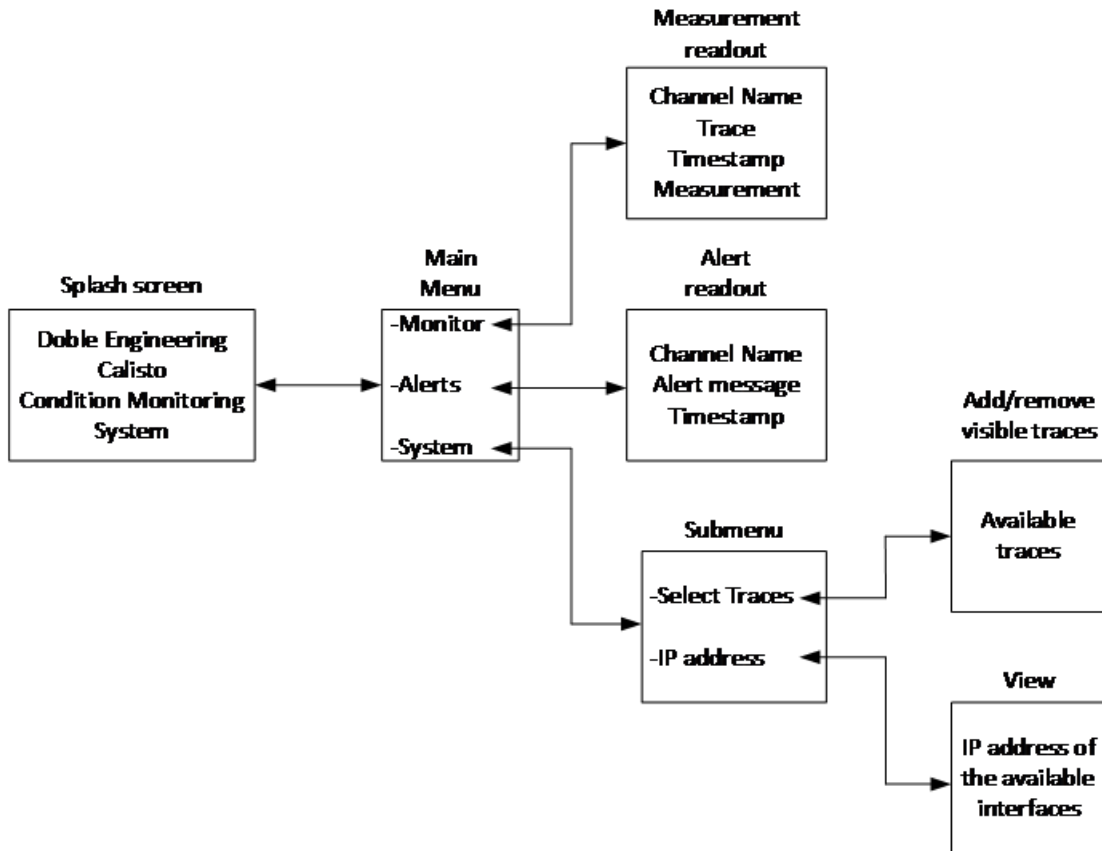 Splash screen
Doble Engineering
Calisto
Condition Monitoring
System
Main
Menu
-Monitor
-Alerts
-System
Measurement
readout
Channel Name
Trace
Timestamp
Measurement
Alert
readout
Channel Name
Alert message
Timestamp
Submenu
-Select Traces
-IP address
Add/remove
visible traces
Available
traces
View
IP address of
the available
interfaces